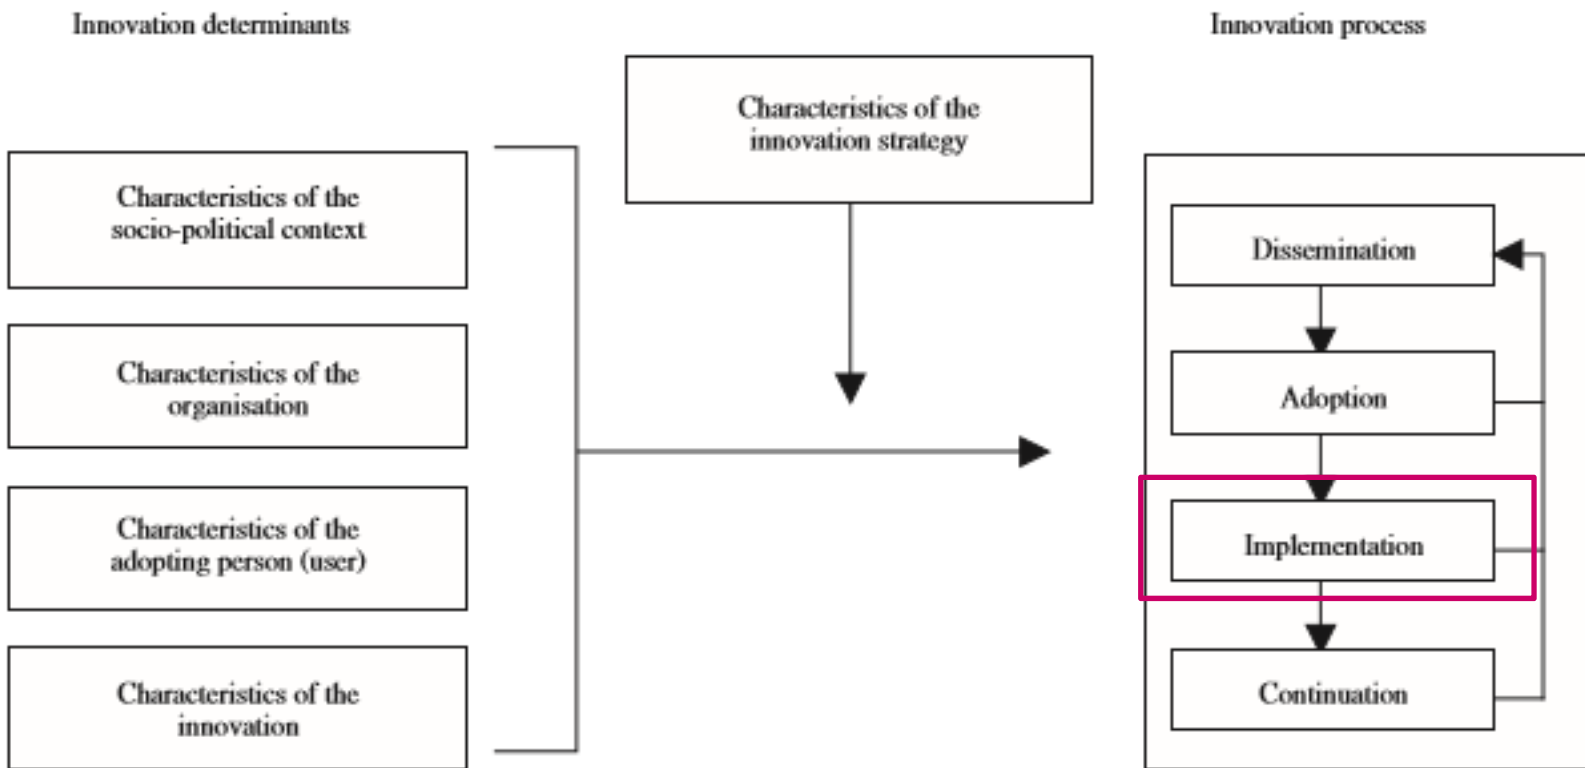 Innovation determinants
Innovation process
Characteristics of the
innovation strategy
Characteristics of the
socio-political context
Characteristics of the
organisation
Characteristics of the
adopting person (user)
Characteristics of the
innovation
Dissemination
Adoption
Implementation
Continuation